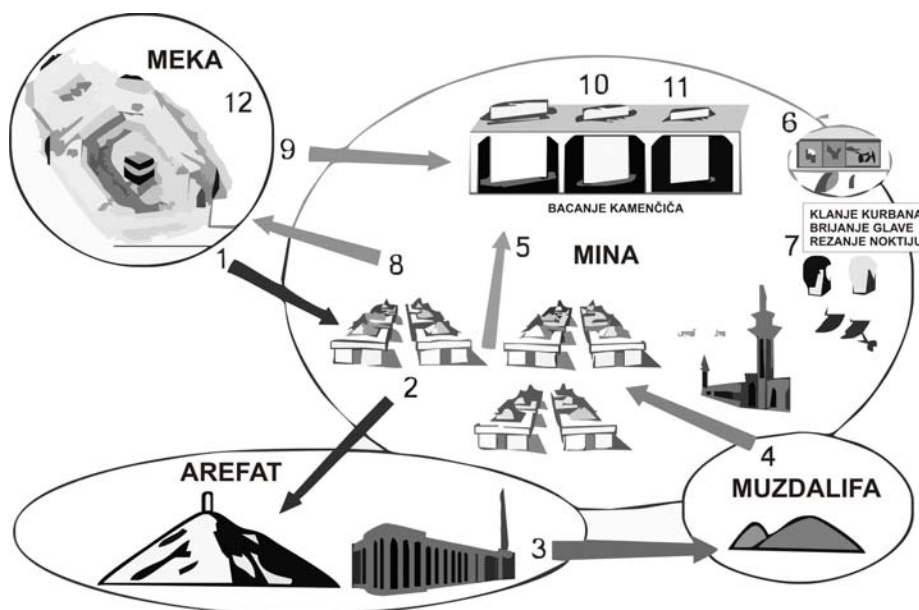 MEKA
12
10
11
6
9
BACANJE KAMENČIĆA
KLANJE KURBANA
BRIJANJE GLAVE
REZANJE NOKTIJU
7
1
8
5
MINA
2
AREFAT
4
MUZDALIFA
3